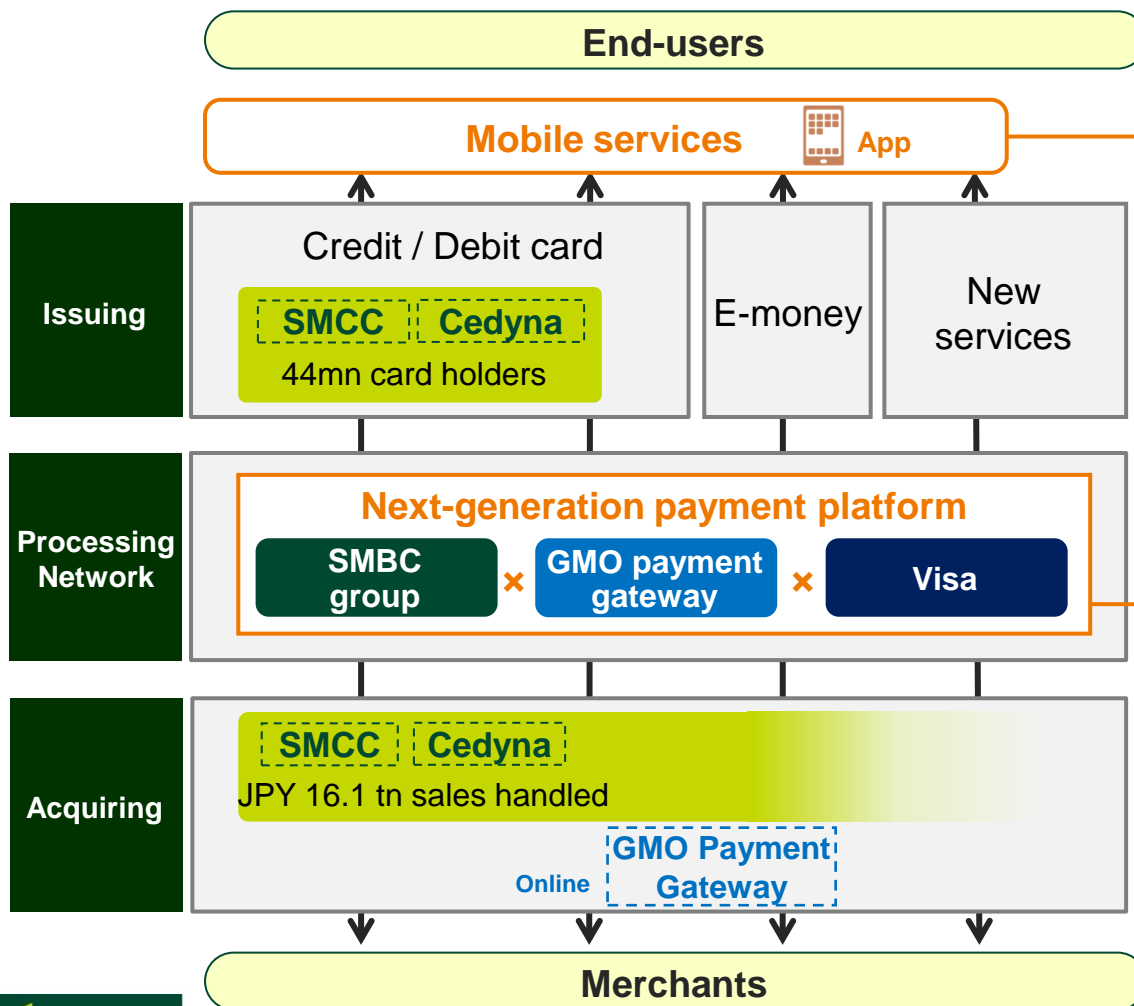 End-users
Mobile services
App
Issuing
Credit / Debit card
SMCC
Cedyna
44mn card holders
E-money
New
services
Processing
Network
Next-generation payment platform
SMBC
group
×
GMO payment
gateway
×
Visa
Acquiring
SMCC
Cedyna
JPY 16.1 tn sales handled
Online
GMO Payment
Gateway
Merchants